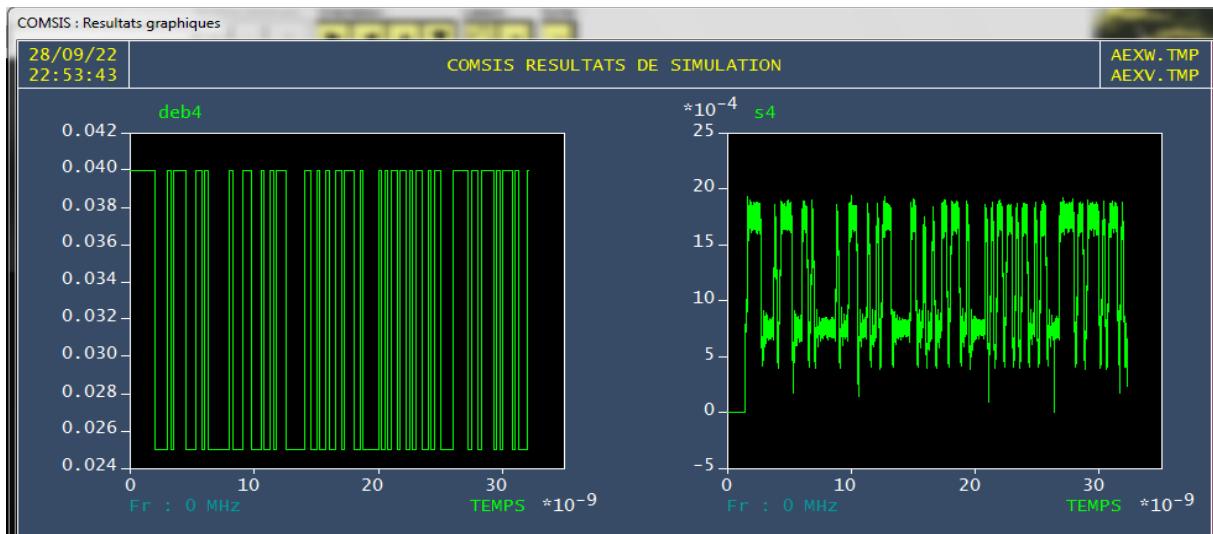 COMSIS : Resultats graphiques
28/09/22
22:53:43
COMSIS RESULTATS DE SIMULATION
AEXW.TMP
AEXV.TMP
deb4
0.042
0.040
0.038
0.036
0.034
0.032
0.030
0.028
0.026
0.024
0 10 20 30
Fr : 0 MHz TEMPS *10-9
*10-4 s4
25
20
15
10
5
0
-5
0 10 20 30
Fr : 0 MHz TEMPS *10-9